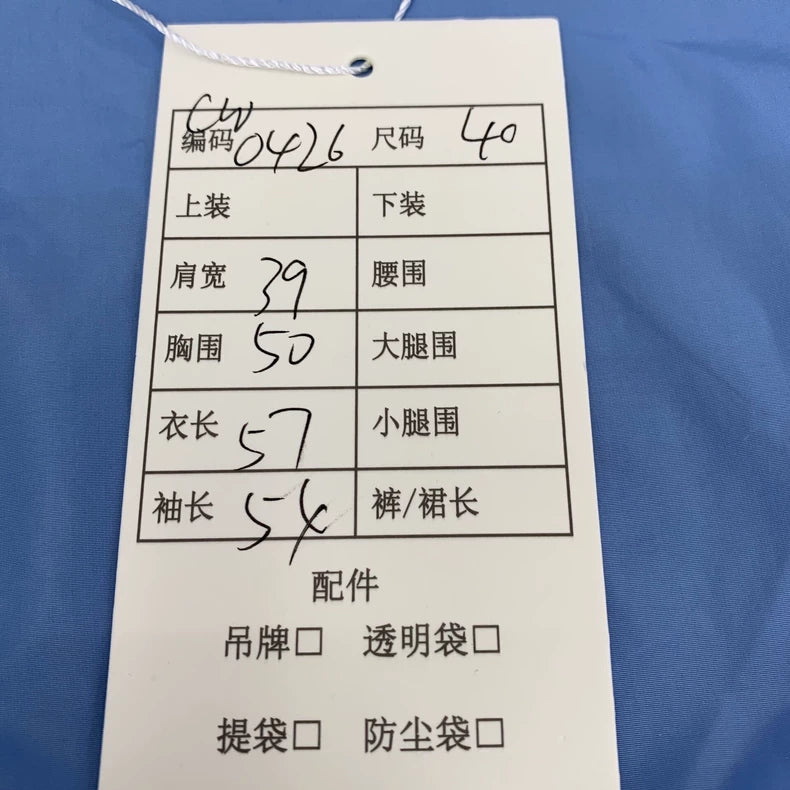 CW
编码 0426 尺码 40
上装 下装
肩宽 39 腰围
胸围 50 大腿围
衣长 57 小腿围
袖长 54 裤/裙长
配件
吊牌□ 透明袋□
提袋□ 防尘袋□